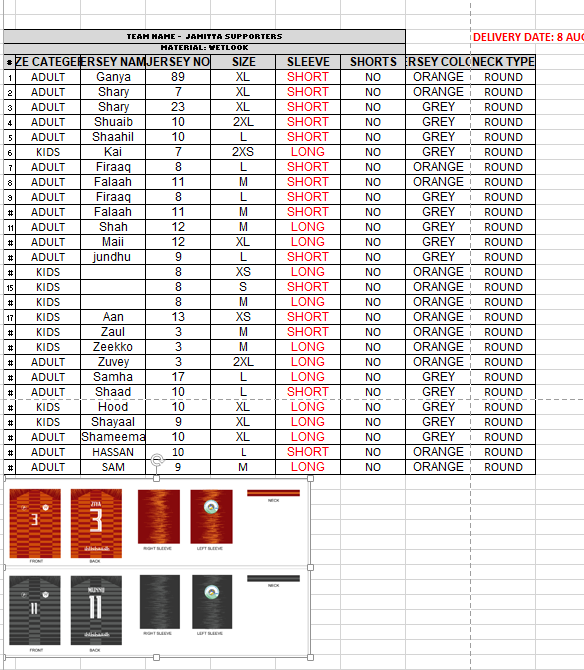 TEAM NAME - JAMITTA SUPPORTERS
DELIVERY DATE: 8 AUG
MATERIAL: WETLOOK
# ZE CATEGE ERSEY NAM JERSEY NO SIZE SLEEVE SHORTS ERSEY COLO NECK TYPE
1 ADULT Ganya 89 XL SHORT NO ORANGE ROUND
2 ADULT Shary 7 XL SHORT NO ORANGE ROUND
3 ADULT Shary 23 XL SHORT NO GREY ROUND
4 ADULT Shuaib 10 2XL SHORT NO GREY ROUND
5 ADULT Shaahil 10 L SHORT NO GREY ROUND
6 KIDS Kai 7 2XS LONG NO GREY ROUND
7 ADULT Firaaq 8 L SHORT NO ORANGE ROUND
8 ADULT Falaah 11 M SHORT NO ORANGE ROUND
9 ADULT Firaaq 8 L SHORT NO GREY ROUND
# ADULT Falaah 11 M SHORT NO GREY ROUND
11 ADULT Shah 12 M LONG NO GREY ROUND
# ADULT Maii 12 XL LONG NO GREY ROUND
# ADULT jundhu 9 L SHORT NO GREY ROUND
# KIDS 8 XS LONG NO ORANGE ROUND
15 KIDS 8 S SHORT NO ORANGE ROUND
# KIDS 8 M LONG NO ORANGE ROUND
17 KIDS Aan 13 XS SHORT NO ORANGE ROUND
# KIDS Zaul 3 M SHORT NO ORANGE ROUND
# KIDS Zeekko 3 M LONG NO ORANGE ROUND
# ADULT Zuvey 3 2XL LONG NO ORANGE ROUND
# ADULT Samha 17 L LONG NO GREY ROUND
# ADULT Shaad 10 L SHORT NO GREY ROUND
# KIDS Hood 10 XL LONG NO GREY ROUND
# KIDS Shayaal 9 XL LONG NO GREY ROUND
# ADULT Shameema 10 XL LONG NO GREY ROUND
# ADULT HASSAN 10 L SHORT NO ORANGE ROUND
# ADULT SAM 9 M LONG NO ORANGE ROUND
3 3
NECK
RIGHT SLEEVE LEFT SLEEVE
FRONT BACK
11 11
NECK
RIGHT SLEEVE LEFT SLEEVE
FRONT BACK